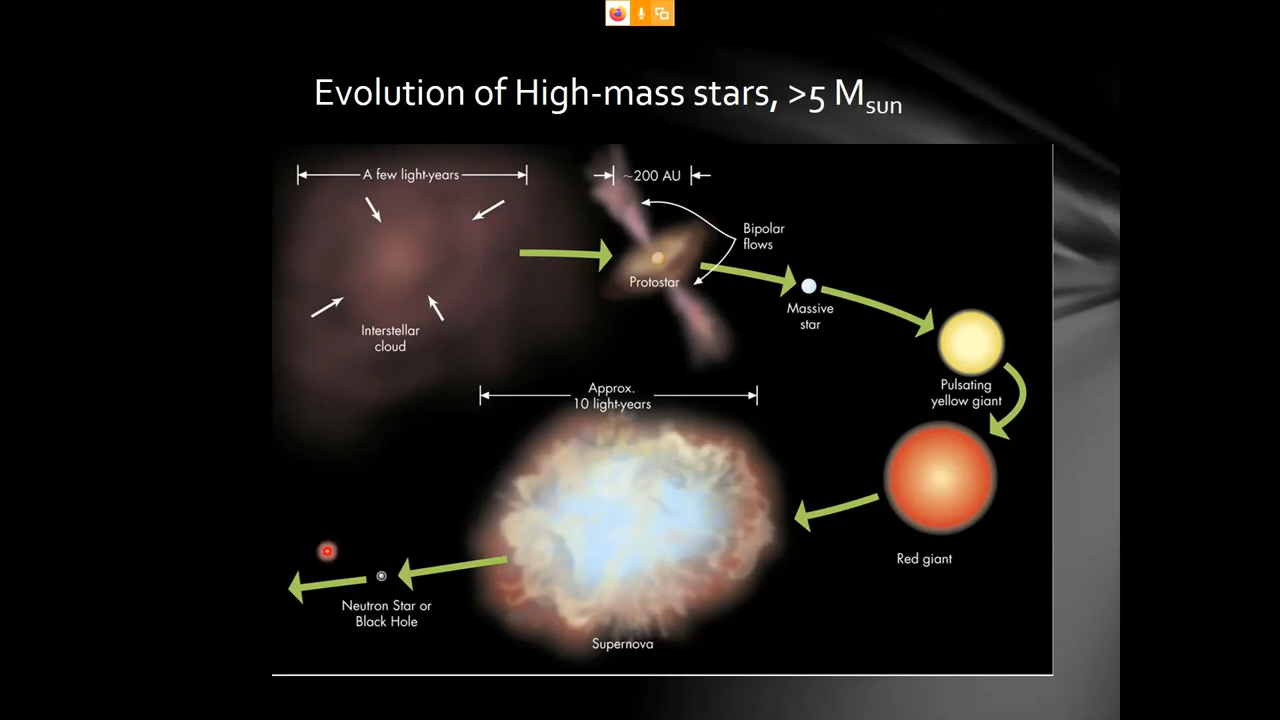 Evolution of High-mass stars, >5 Msun
A few light-years
~200 AU
Bipolar
flows
Protostar
Massive
star
Interstellar
cloud
Pulsating
yellow giant
Approx.
10 light-years
Red giant
Neutron Star or
Black Hole
Supernova